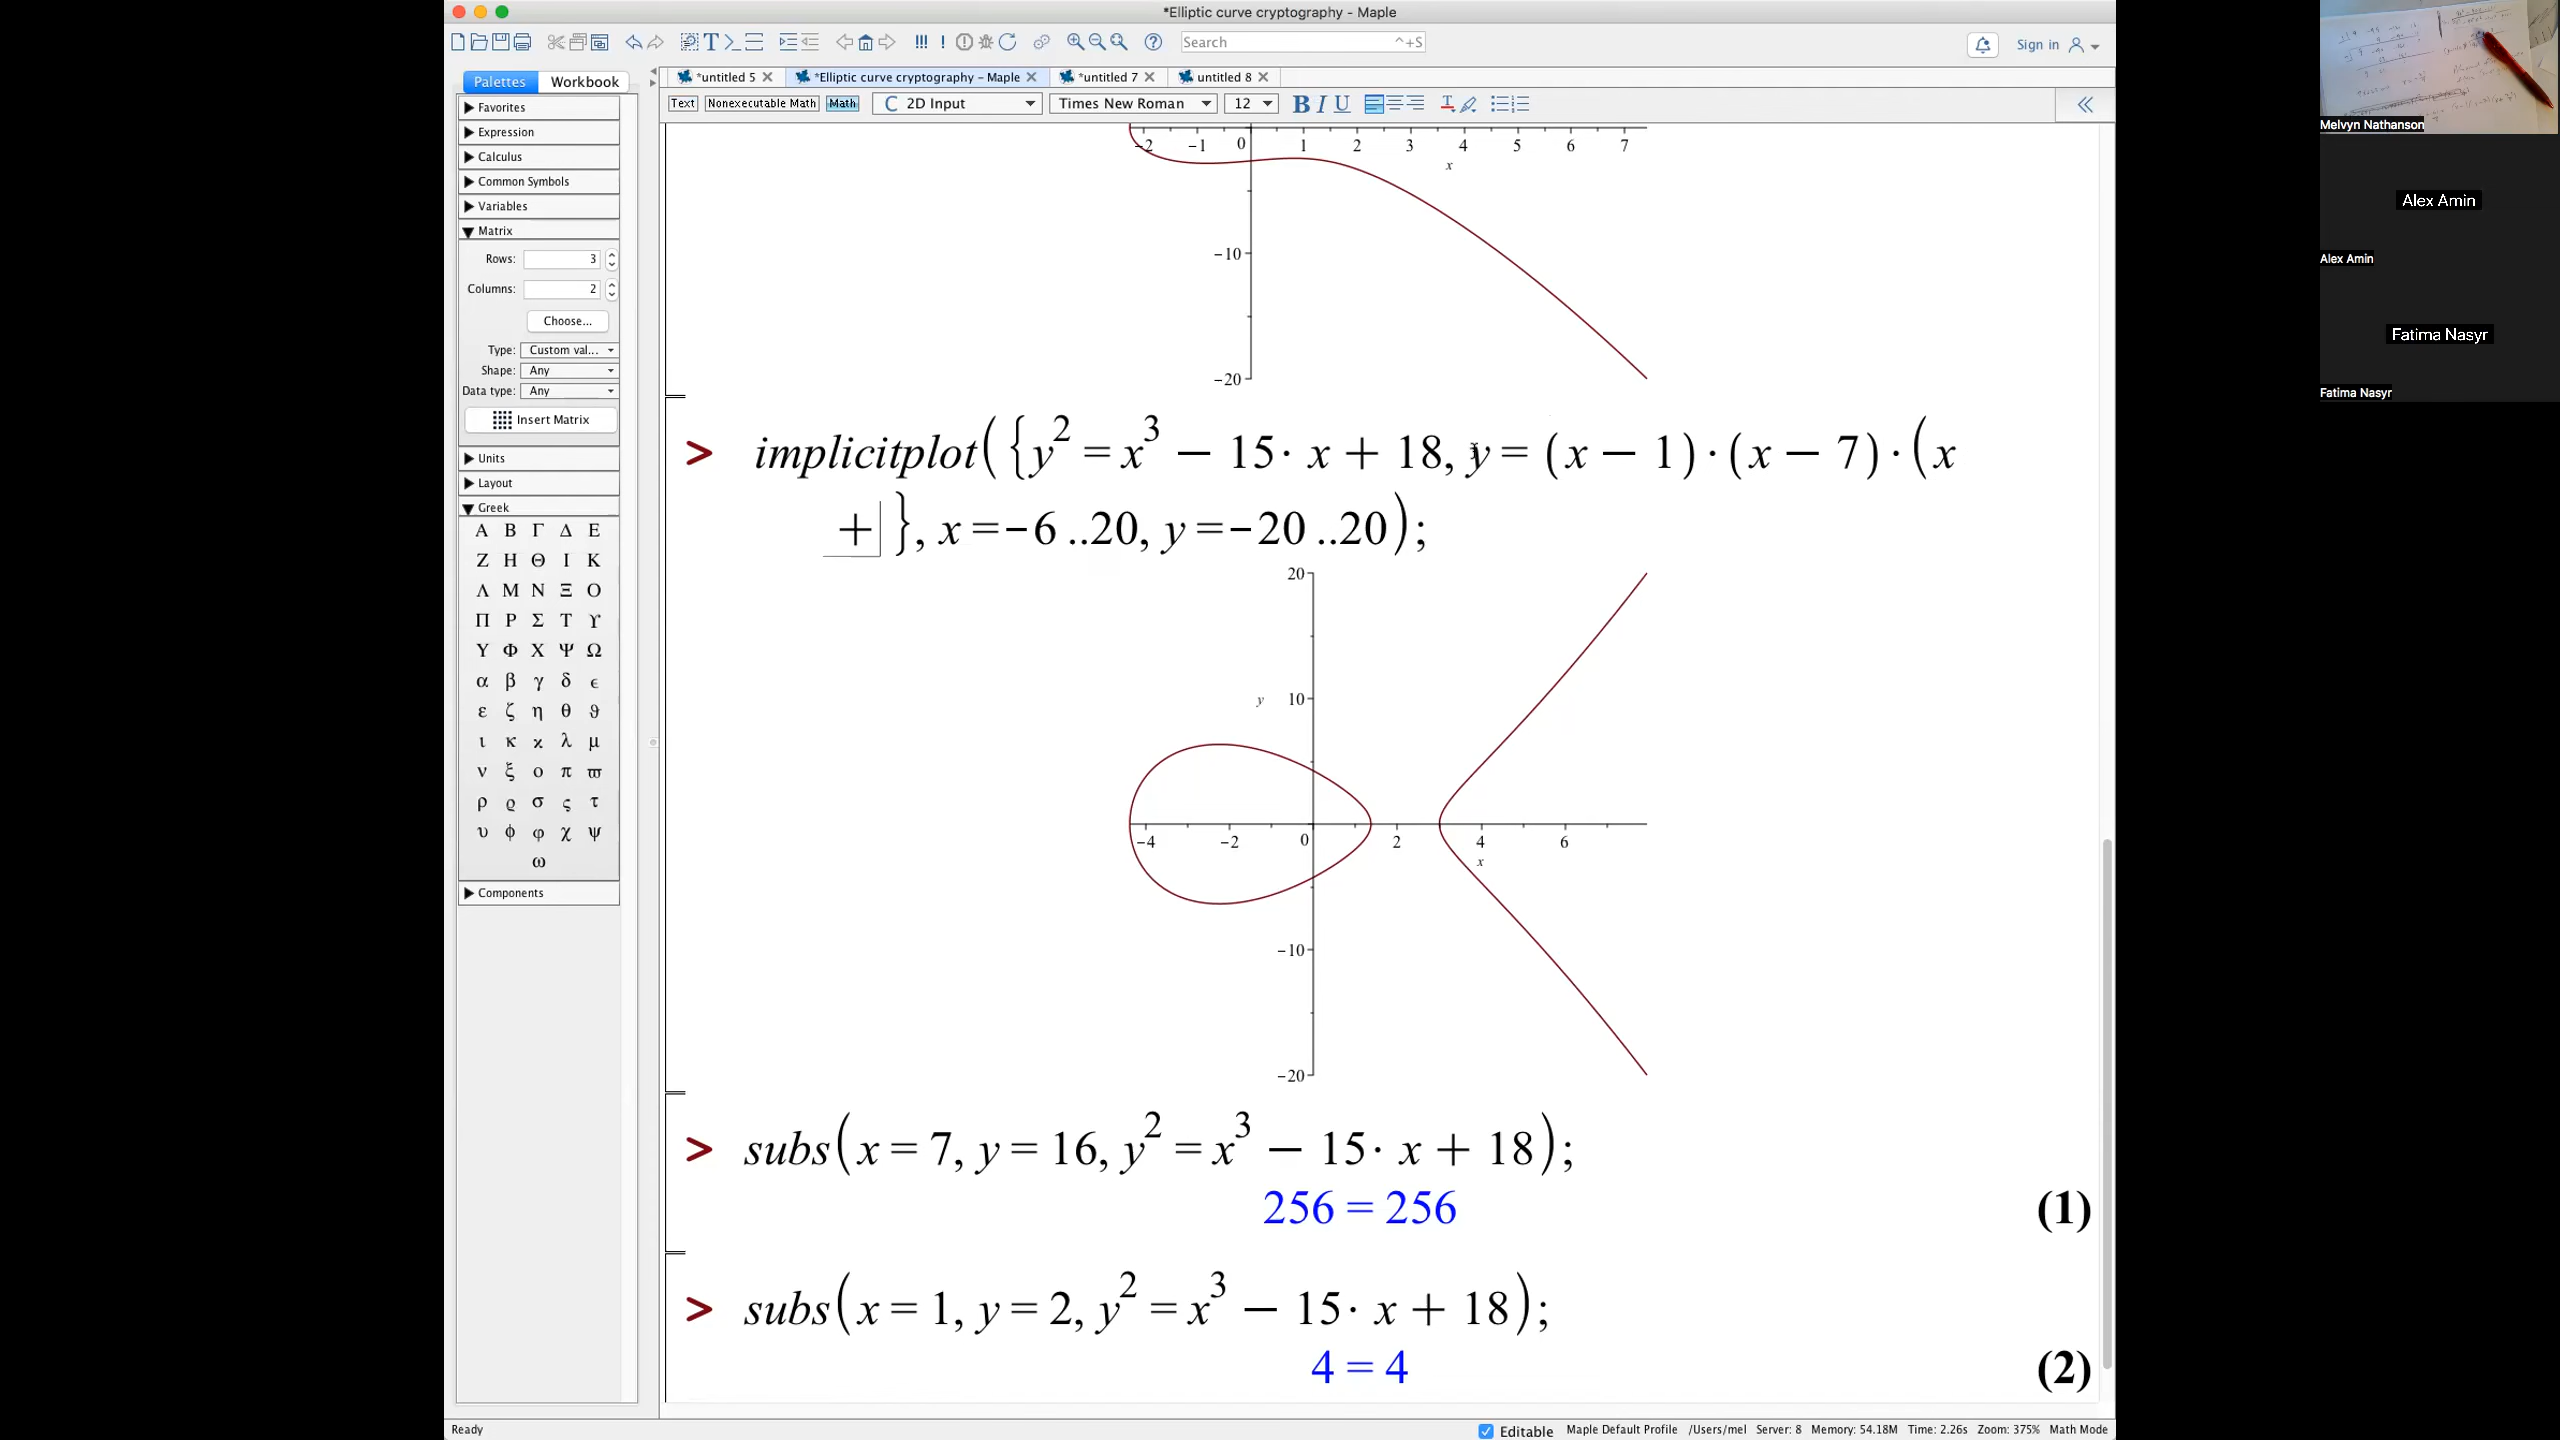 *Elliptic curve cryptography - Maple
Search
^+S
Sign in
Palettes
Workbook
*untitled 5
*Elliptic curve cryptography – Maple
*untitled 7
untitled 8
Text
Nonexecutable Math
Math
C 2D Input
Times New Roman
12
B I U
Favorites
Expression
Calculus
Common Symbols
Variables
Matrix
Rows: 3
Columns: 2
Choose...
Type: Custom val...
Shape: Any
Data type: Any
Insert Matrix
Units
Layout
Greek
Α Β Γ Δ Ε
Ζ Η Θ Ι Κ
Λ Μ Ν Ξ Ο
Π Ρ Σ Τ ϒ
Υ Φ Χ Ψ Ω
α β γ δ ϵ
ε ζ η θ ϑ
ι κ ϰ λ μ
ν ξ ο π ϖ
ρ ϱ σ ς τ
υ ϕ φ χ ψ
ω
Components
−2 −1 0 1 2 3 4 5 6 7
x
−10
−20
> implicitplot({y² = x³ − 15· x + 18, y = (x − 1)·(x − 7)·(x
+ }, x =−6 ..20, y =−20 ..20);
20
y 10
−4 −2 0 2 4 6
x
−10
−20
> subs(x = 7, y = 16, y² = x³ − 15· x + 18);
256 = 256
(1)
> subs(x = 1, y = 2, y² = x³ − 15· x + 18);
4 = 4
(2)
Ready
Editable
Maple Default Profile
/Users/mel
Server: 8
Memory: 54.18M
Time: 2.26s
Zoom: 375%
Math Mode
Melvyn Nathanson
Alex Amin
Alex Amin
Fatima Nasyr
Fatima Nasyr